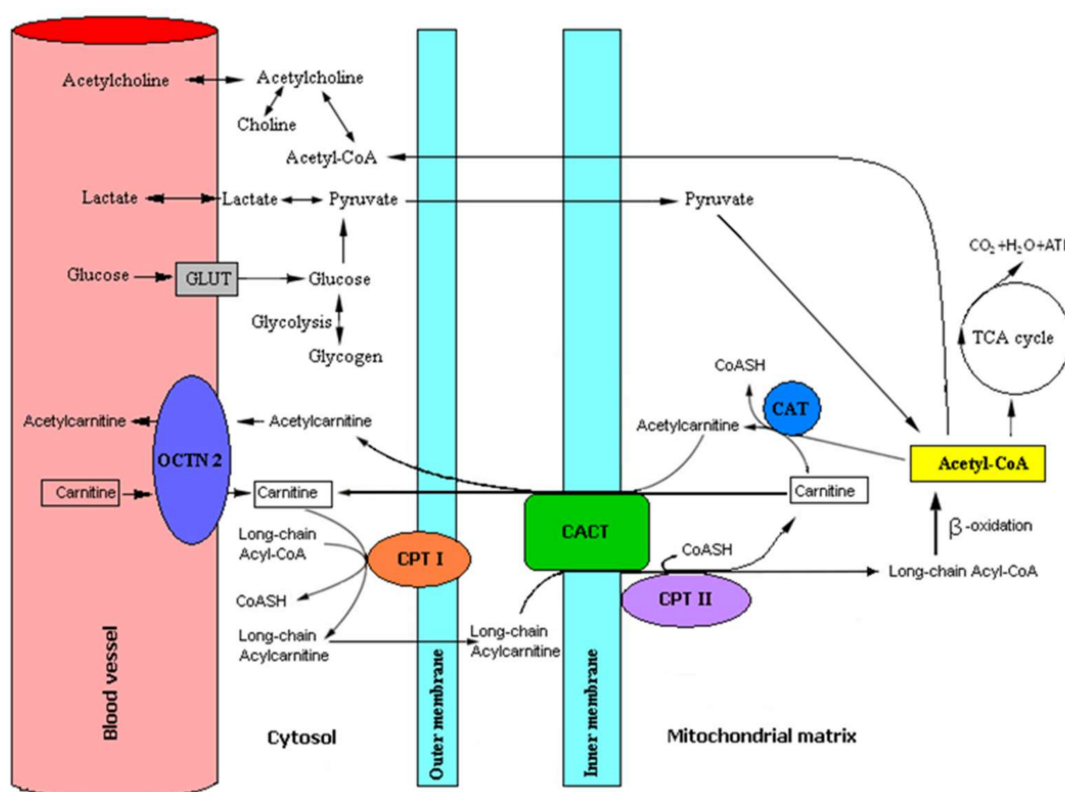 Acetylcholine
Acetylcholine
Choline
Acetyl-CoA
Lactate
Lactate
Pyruvate
Pyruvate
CO2+H2O+ATP
Glucose
GLUT
Glucose
Glycolysis
Glycogen
TCA cycle
CoASH
CAT
Acetylcarnitine
Acetylcarnitine
Acetylcarnitine
OCTN 2
Acetyl-CoA
Carnitine
Carnitine
Carnitine
β-oxidation
Long-chain
Acyl-CoA
CPT I
CACT
CoASH
Long-chain Acyl-CoA
CoASH
CPT II
Long-chain
Acylcarnitine
Long-chain
Acylcarnitine
Blood vessel
Cytosol
Outer membrane
Inner membrane
Mitochondrial matrix